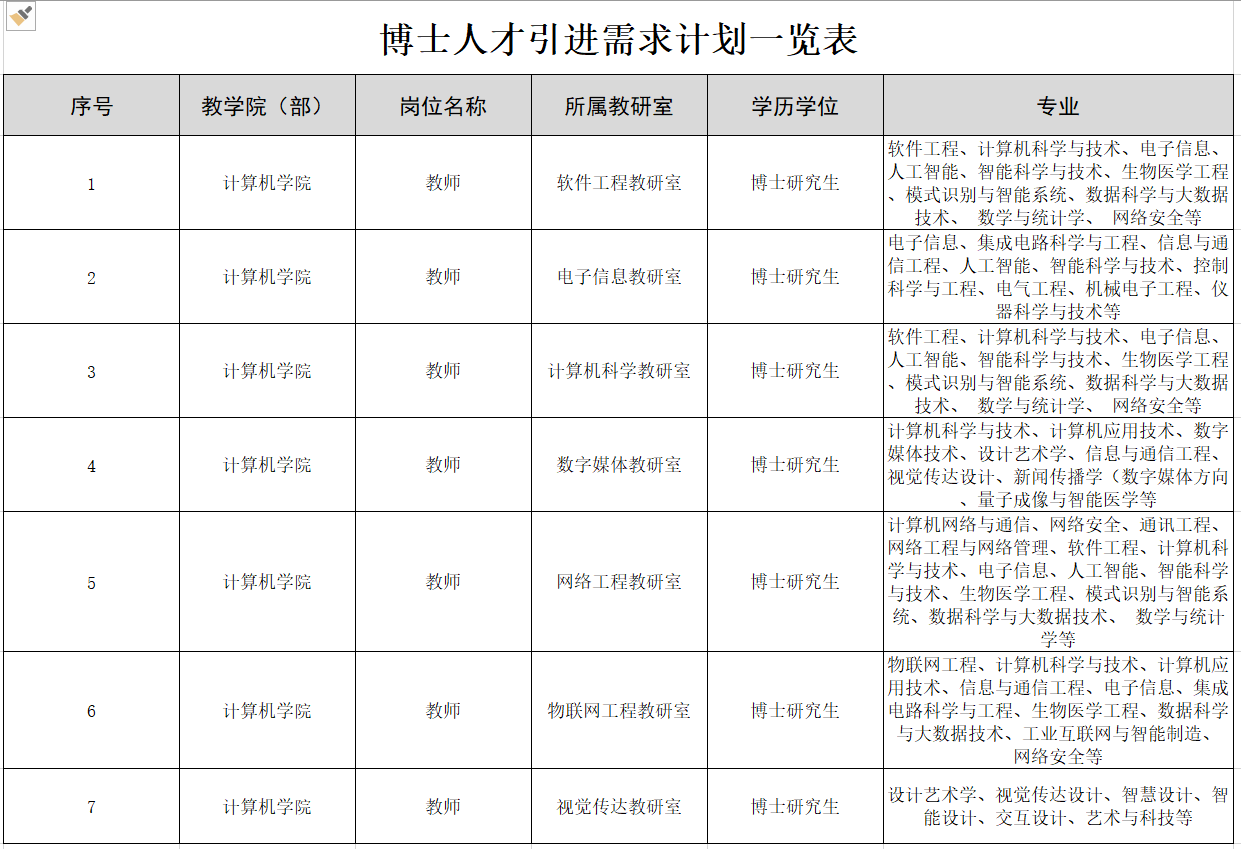 博士人才引进需求计划一览表
序号 教学院（部） 岗位名称 所属教研室 学历学位 专业
1 计算机学院 教师 软件工程教研室 博士研究生
软件工程、计算机科学与技术、电子信息、
人工智能、智能科学与技术、生物医学工程
、模式识别与智能系统、数据科学与大数据
技术、 数学与统计学、 网络安全等
2 计算机学院 教师 电子信息教研室 博士研究生
电子信息、集成电路科学与工程、信息与通
信工程、人工智能、智能科学与技术、控制
科学与工程、电气工程、机械电子工程、仪
器科学与技术等
3 计算机学院 教师 计算机科学教研室 博士研究生
软件工程、计算机科学与技术、电子信息、
人工智能、智能科学与技术、生物医学工程
、模式识别与智能系统、数据科学与大数据
技术、 数学与统计学、 网络安全等
4 计算机学院 教师 数字媒体教研室 博士研究生
计算机科学与技术、计算机应用技术、数字
媒体技术、设计艺术学、信息与通信工程、
视觉传达设计、新闻传播学（数字媒体方向
、量子成像与智能医学等
5 计算机学院 教师 网络工程教研室 博士研究生
计算机网络与通信、网络安全、通讯工程、
网络工程与网络管理、软件工程、计算机科
学与技术、电子信息、人工智能、智能科学
与技术、生物医学工程、模式识别与智能系
统、数据科学与大数据技术、 数学与统计
学等
6 计算机学院 教师 物联网工程教研室 博士研究生
物联网工程、计算机科学与技术、计算机应
用技术、信息与通信工程、电子信息、集成
电路科学与工程、生物医学工程、数据科学
与大数据技术、工业互联网与智能制造、
网络安全等
7 计算机学院 教师 视觉传达教研室 博士研究生
设计艺术学、视觉传达设计、智慧设计、智
能设计、交互设计、艺术与科技等